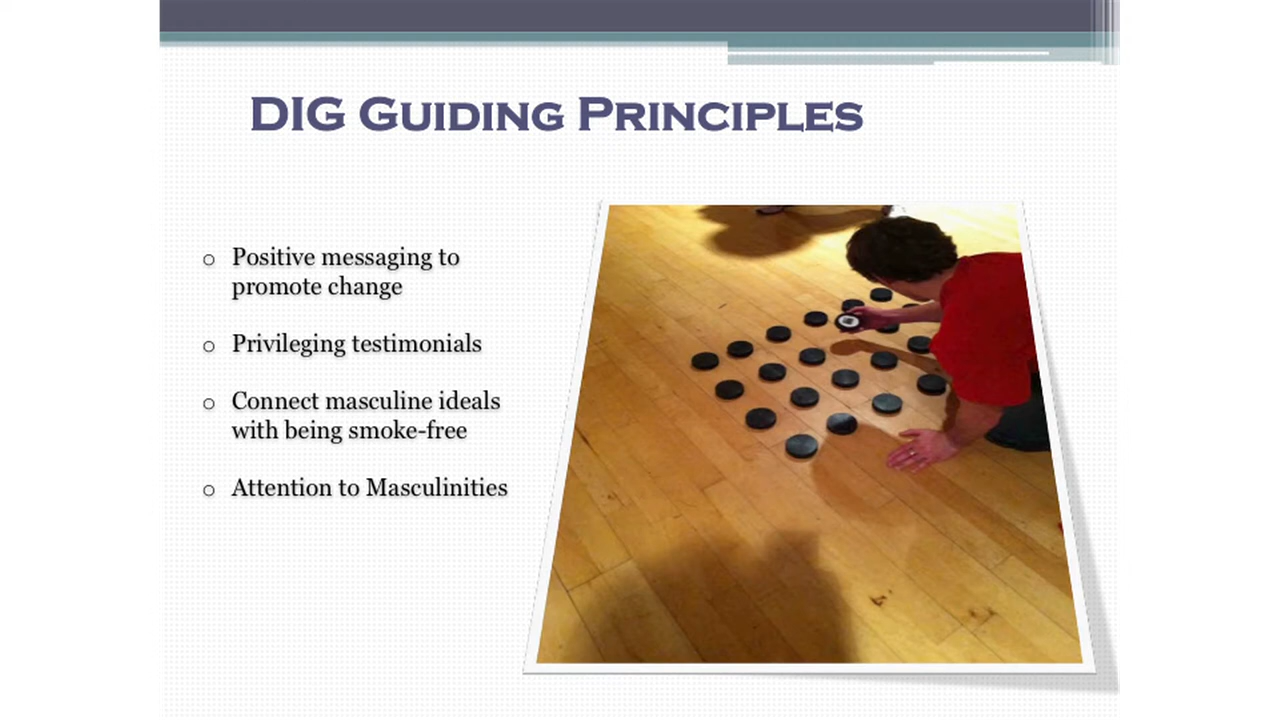 DIG Guiding Principles
o Positive messaging to
promote change
o Privileging testimonials
o Connect masculine ideals
with being smoke-free
o Attention to Masculinities